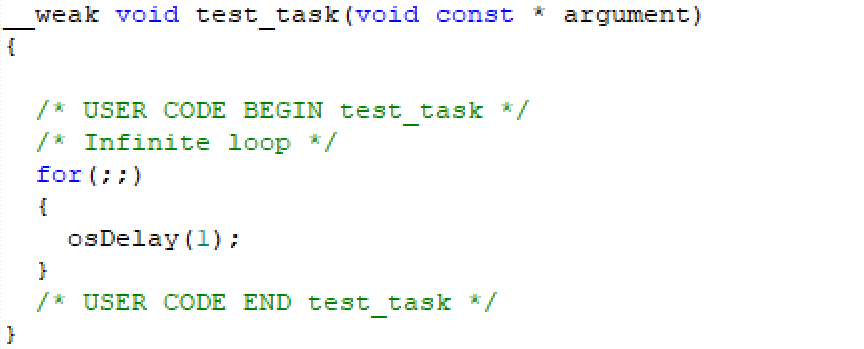 __weak void test_task(void const * argument)
{
/* USER CODE BEGIN test_task */
/* Infinite loop */
for(;;)
{
osDelay(1);
}
/* USER CODE END test_task */
}